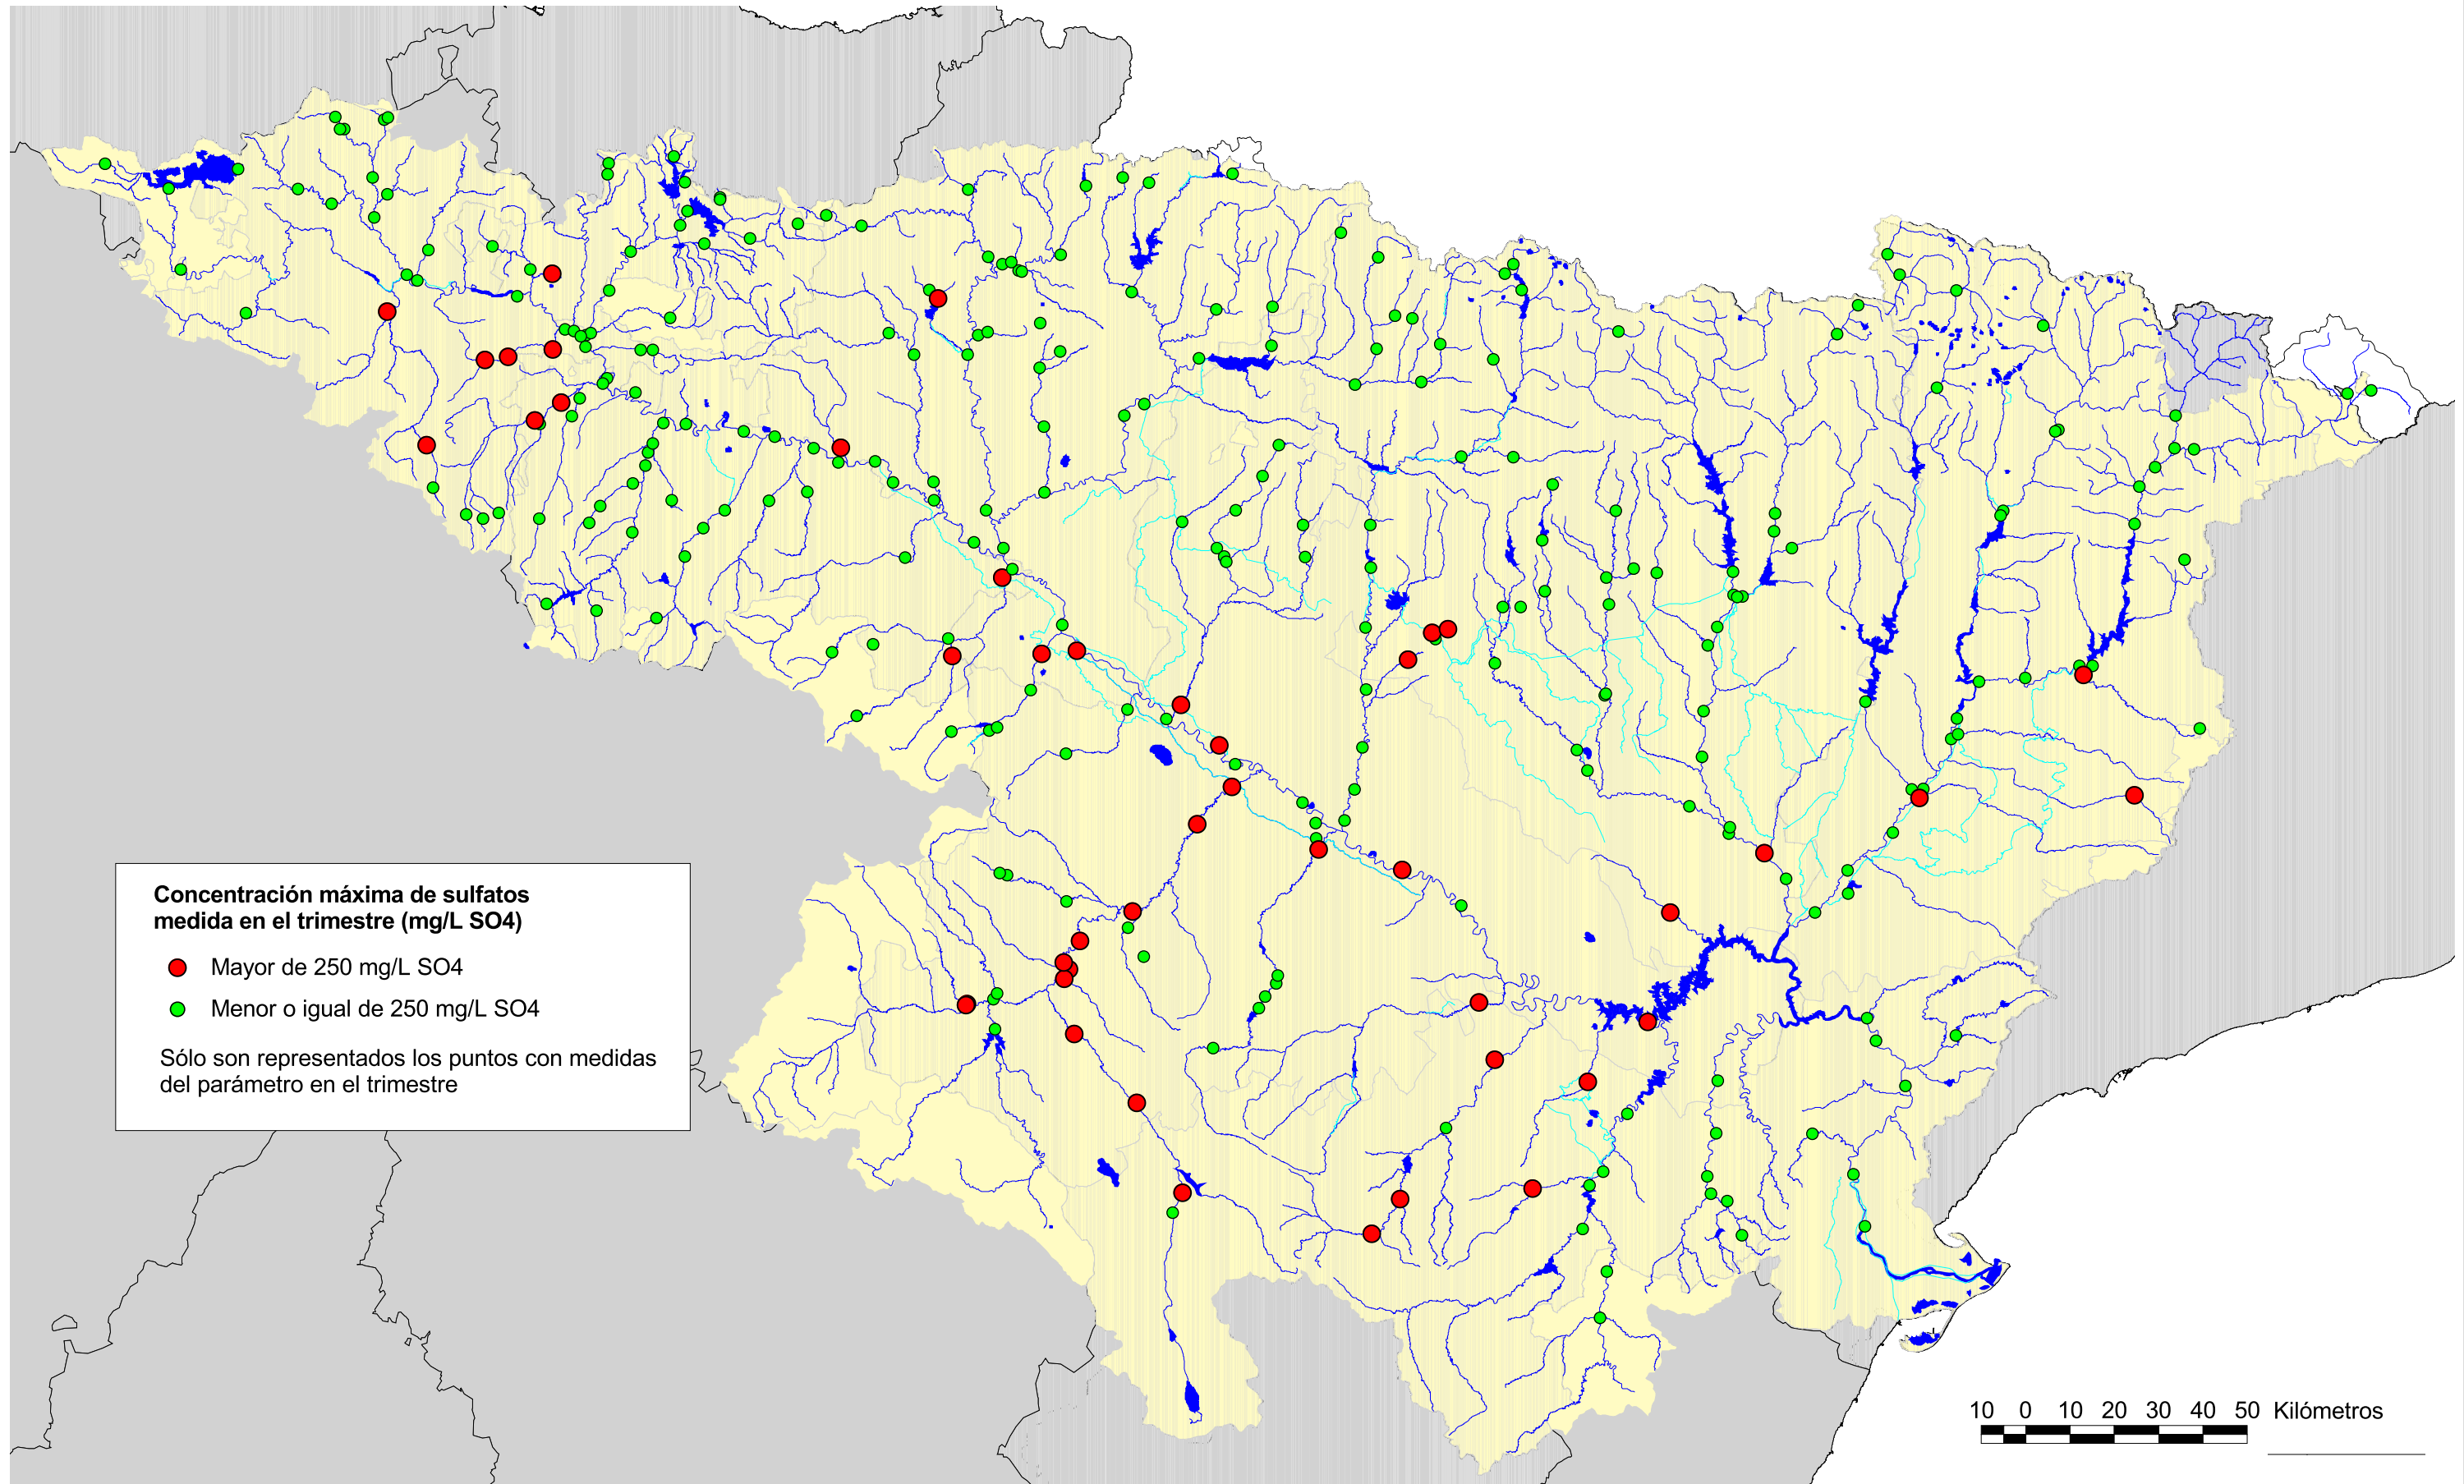 Concentración máxima de sulfatos
medida en el trimestre (mg/L SO4)
Mayor de 250 mg/L SO4
Menor o igual de 250 mg/L SO4
Sólo son representados los puntos con medidas
del parámetro en el trimestre
10 0 10 20 30 40 50 Kilómetros